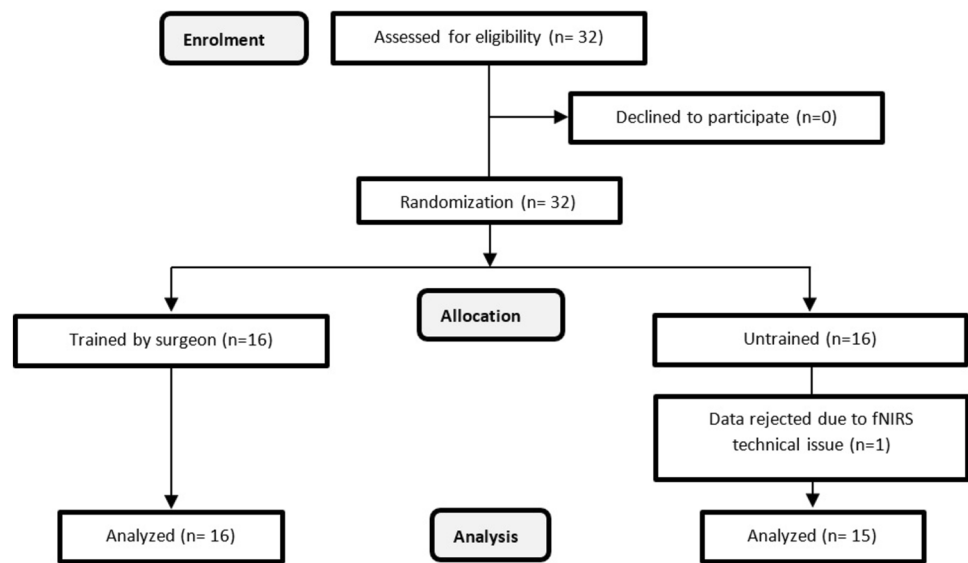 Enrolment
Assessed for eligibility (n= 32)
Declined to participate (n=0)
Randomization (n= 32)
Allocation
Trained by surgeon (n=16)
Untrained (n=16)
Data rejected due to fNIRS
technical issue (n=1)
Analyzed (n= 16)
Analysis
Analyzed (n= 15)